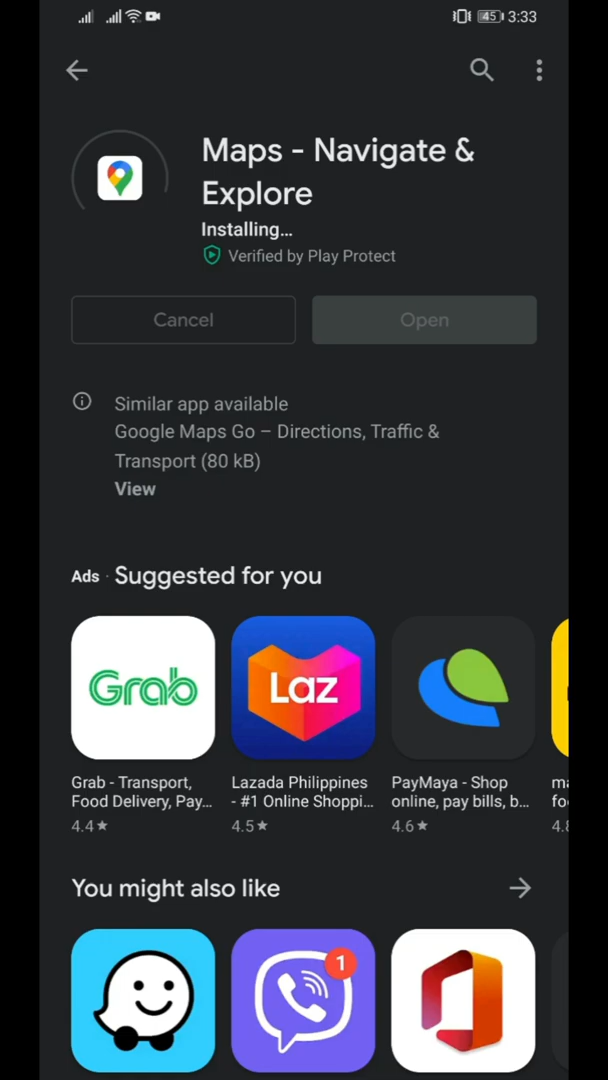 45 3:33
Maps - Navigate &
Explore
Installing...
Verified by Play Protect
Cancel
Open
Similar app available
Google Maps Go – Directions, Traffic &
Transport (80 kB)
View
Ads · Suggested for you
Grab
Laz
Grab - Transport,
Food Delivery, Pay...
4.4★
Lazada Philippines
- #1 Online Shoppi...
4.5★
PayMaya - Shop
online, pay bills, b...
4.6★
You might also like
1